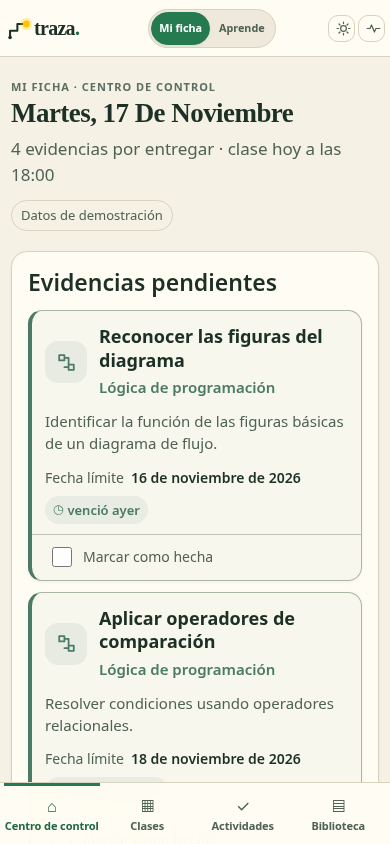 traza.
Mi ficha
Aprende
MI FICHA · CENTRO DE CONTROL
Martes, 17 De Noviembre
4 evidencias por entregar · clase hoy a las
18:00
Datos de demostración
Evidencias pendientes
Reconocer las figuras del
diagrama
Lógica de programación
Identificar la función de las figuras básicas
de un diagrama de flujo.
Fecha límite 16 de noviembre de 2026
venció ayer
Marcar como hecha
Aplicar operadores de
comparación
Lógica de programación
Resolver condiciones usando operadores
relacionales.
Fecha límite 18 de noviembre de 2026
Centro de control
Clases
Actividades
Biblioteca